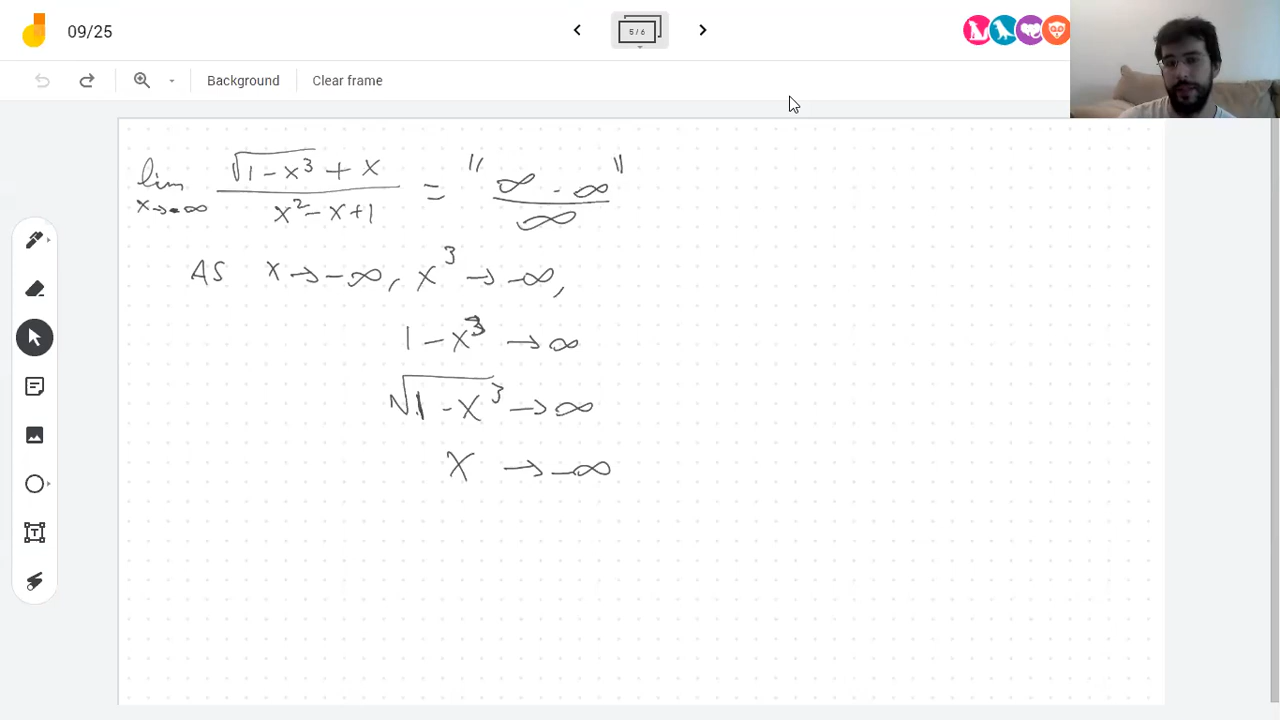 09/25
5 / 6
Background
Clear frame
lim x→-∞ (√(1 - x³) + x)/(x² - x + 1) = "(∞ - ∞)/∞"
AS x → -∞, x³ → -∞,
1 - x³ → ∞
√(1 - x³) → ∞
x → -∞